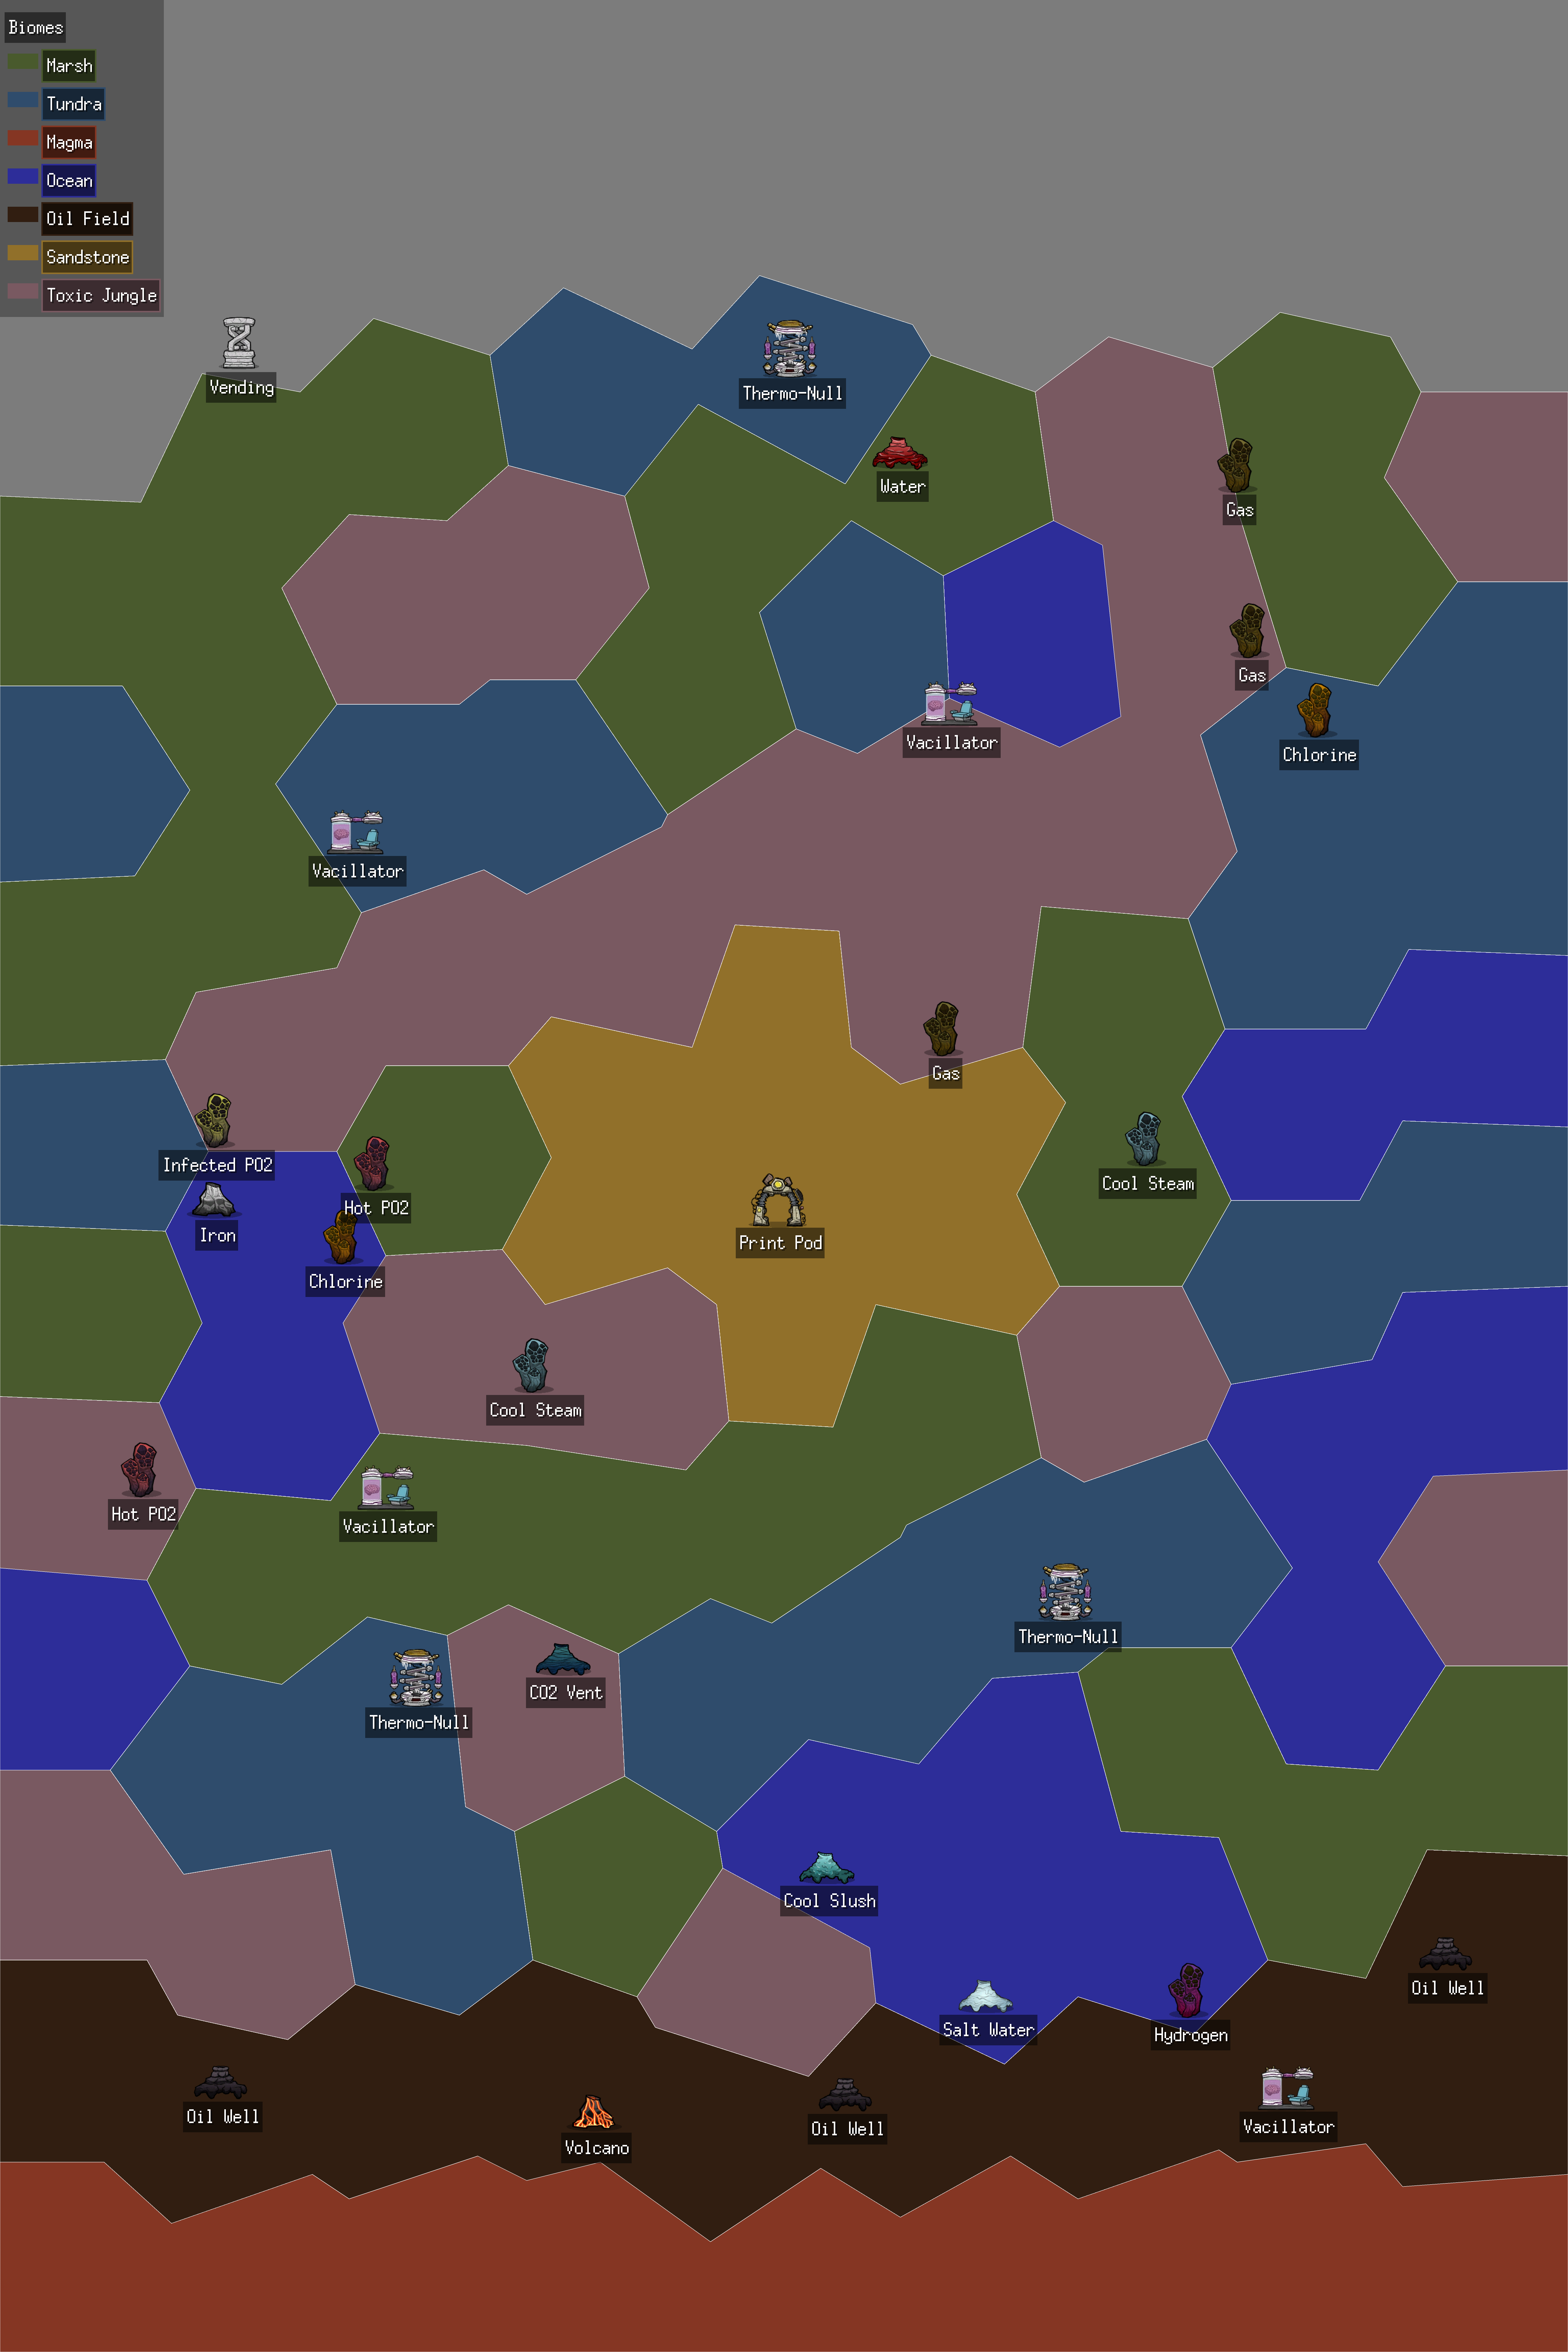 Biomes
Marsh
Tundra
Magma
Ocean
Oil Field
Sandstone
Toxic Jungle
Vending
Thermo-Null
Water
Gas
Gas
Vacillator
Chlorine
Vacillator
Gas
Infected PO2
Cool Steam
Hot PO2
Iron
Print Pod
Chlorine
Cool Steam
Hot PO2
Vacillator
Thermo-Null
CO2 Vent
Thermo-Null
Cool Slush
Oil Well
Salt Water
Hydrogen
Oil Well
Oil Well
Vacillator
Volcano